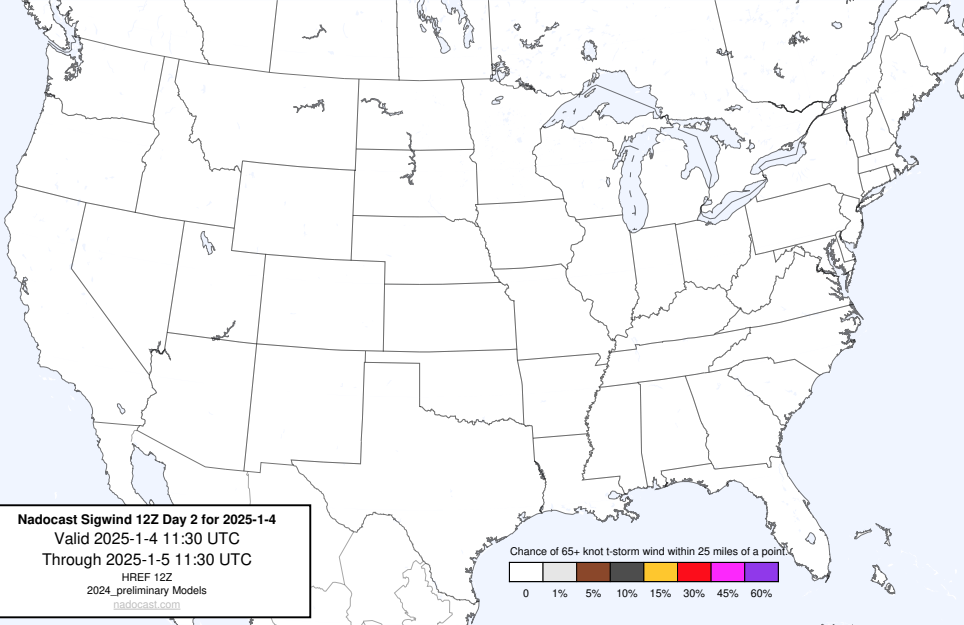 Nadocast Sigwind 12Z Day 2 for 2025-1-4
Valid 2025-1-4 11:30 UTC
Through 2025-1-5 11:30 UTC
HREF 12Z
2024_preliminary Models
nadocast.com
Chance of 65+ knot t-storm wind within 25 miles of a point.
0 1% 5% 10% 15% 30% 45% 60%